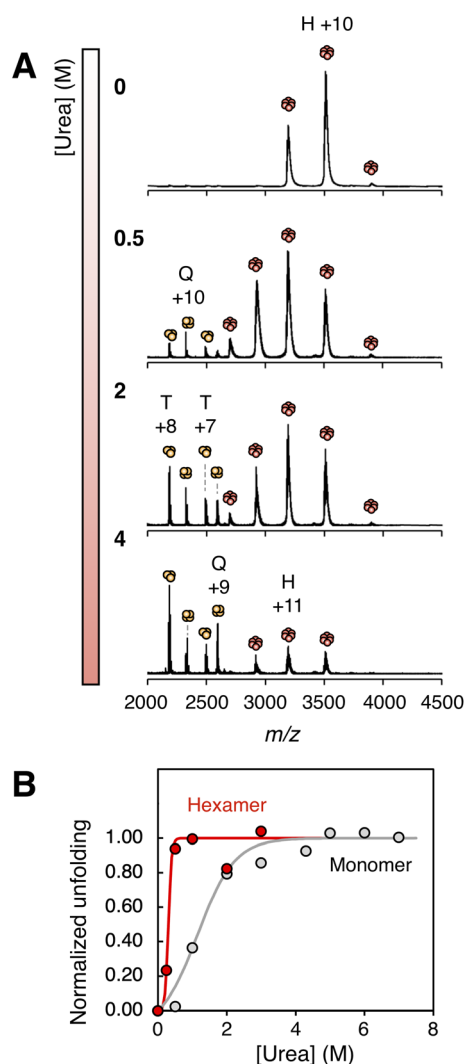 A
[Urea] (M)
H +10
0
0.5
Q
+10
2
T
+8
T
+7
4
Q
+9
H
+11
2000 2500 3000 3500 4000 4500
m/z
B
Normalized unfolding
Hexamer
Monomer
1.00
0.80
0.60
0.40
0.20
0.00
0 2 4 6 8
[Urea] (M)